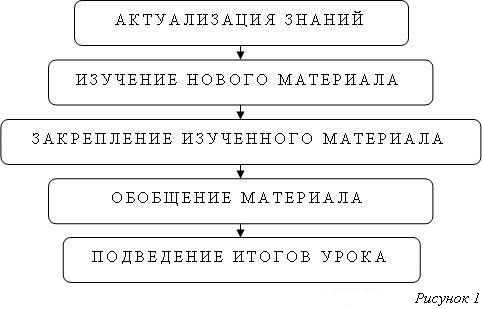 АКТУАЛИЗАЦИЯ ЗНАНИЙ
ИЗУЧЕНИЕ НОВОГО МАТЕРИАЛА
ЗАКРЕПЛЕНИЕ ИЗУЧЕННОГО МАТЕРИАЛА
ОБОБЩЕНИЕ МАТЕРИАЛА
ПОДВЕДЕНИЕ ИТОГОВ УРОКА
Рисунок 1